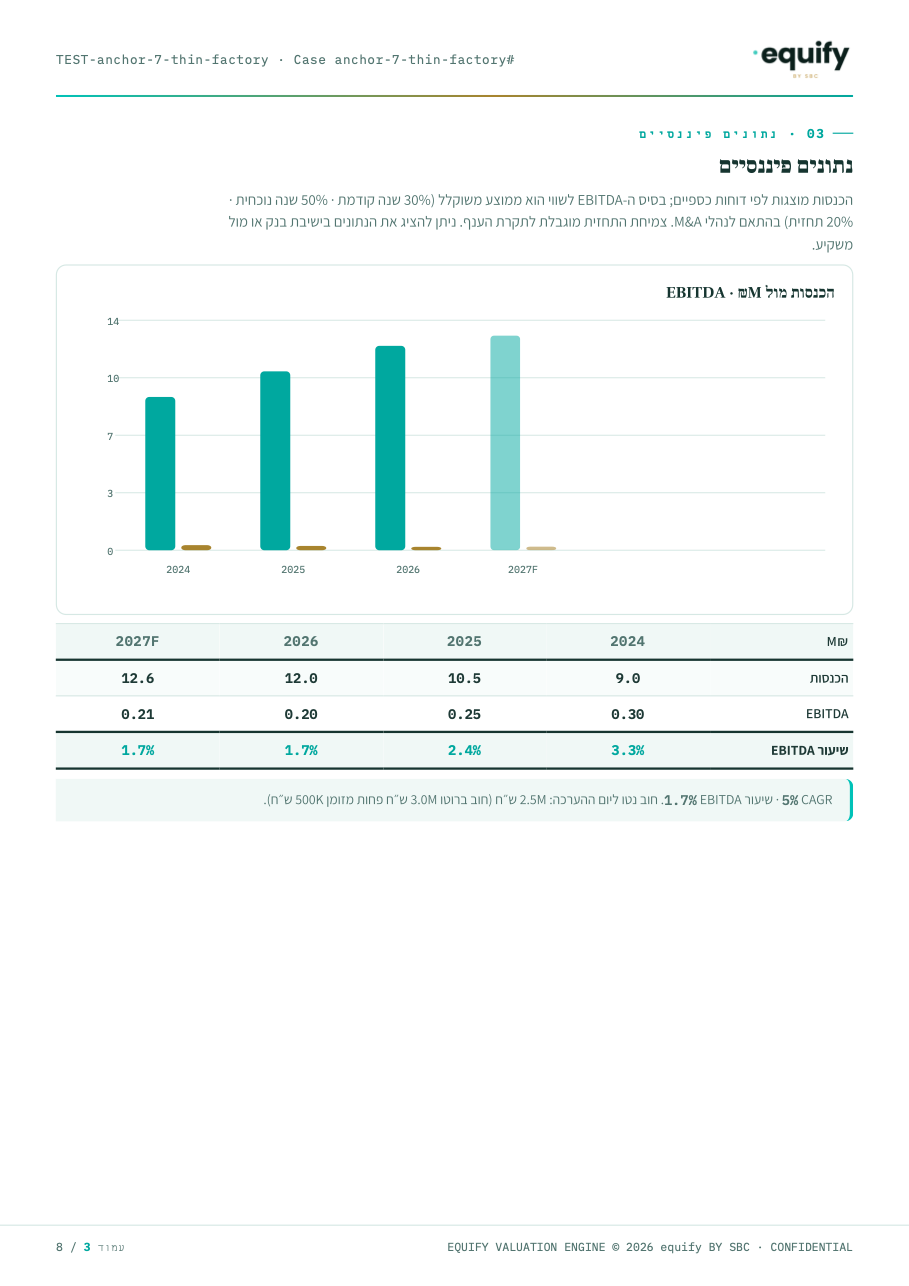 TEST-anchor-7-thin-factory · Case anchor-7-thin-factory#
equify
BY SBC
03 · נתונים פיננסיים
נתונים פיננסיים
הכנסות מוצגות לפי דוחות כספיים; בסיס ה-EBITDA לשווי הוא ממוצע משוקלל (30% שנה קודמת · 50% שנה נוכחית ·
20% תחזית) בהתאם לנהלי M&A. צמיחת התחזית מוגבלת לתקרת הענף. ניתן להציג את הנתונים בישיבת בנק או מול
משקיע.
הכנסות מול EBITDA · ₪M
14
10
7
3
0
2024 2025 2026 2027F
₪M 2024 2025 2026 2027F
הכנסות 9.0 10.5 12.0 12.6
EBITDA 0.30 0.25 0.20 0.21
שיעור EBITDA 3.3% 2.4% 1.7% 1.7%
CAGR 5% · שיעור EBITDA 1.7%. חוב נטו ליום ההערכה: 2.5M ש״ח (חוב ברוטו 3.0M ש״ח פחות מזומן 500K ש״ח).
EQUIFY VALUATION ENGINE © 2026 equify BY SBC · CONFIDENTIAL
עמוד 3 / 8